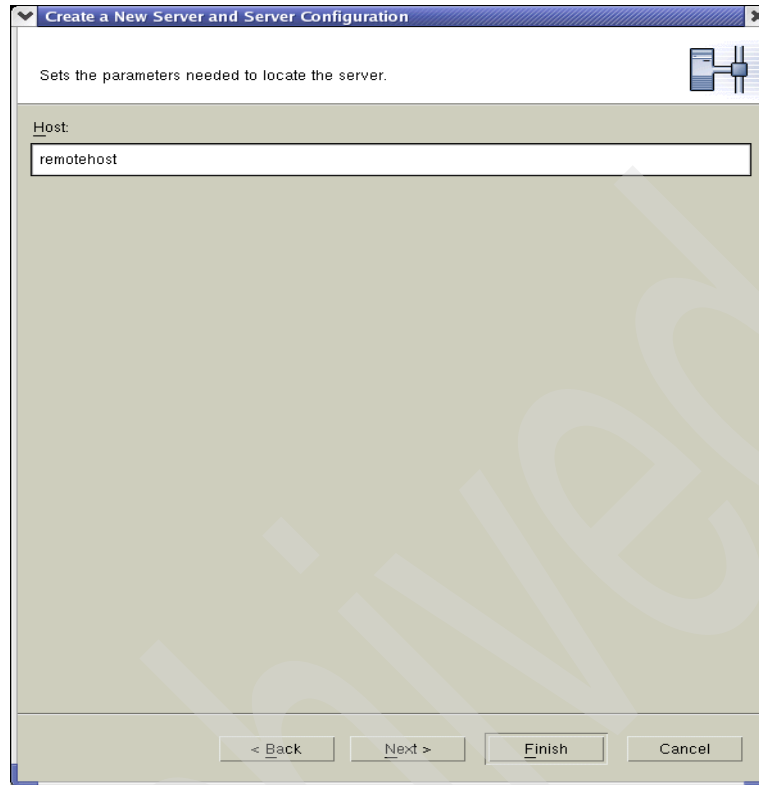 Create a New Server and Server Configuration
Sets the parameters needed to locate the server.
Host:
remotehost
< Back Next > Finish Cancel